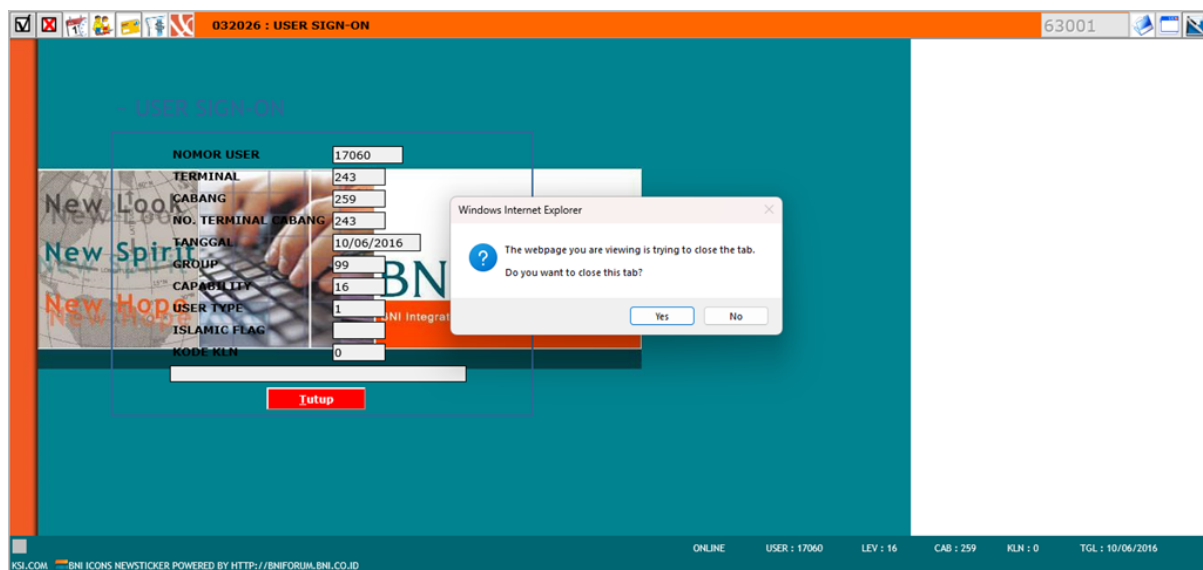 032026 : USER SIGN-ON
63001
- USER SIGN-ON
NOMOR USER 17060
TERMINAL 243
CABANG 259
NO. TERMINAL CABANG 243
TANGGAL 10/06/2016
GROUP 99
CAPABILITY 16
USER TYPE 1
ISLAMIC FLAG
KODE KLN 0
Tutup
New Look
New Spirit
New Hope
BN
BNI Integrat
Windows Internet Explorer
The webpage you are viewing is trying to close the tab.
Do you want to close this tab?
Yes No
ONLINE USER : 17060 LEV : 16 CAB : 259 KLN : 0 TGL : 10/06/2016
KSI.COM BNI ICONS NEWSTICKER POWERED BY HTTP://BNIFORUM.BNI.CO.ID